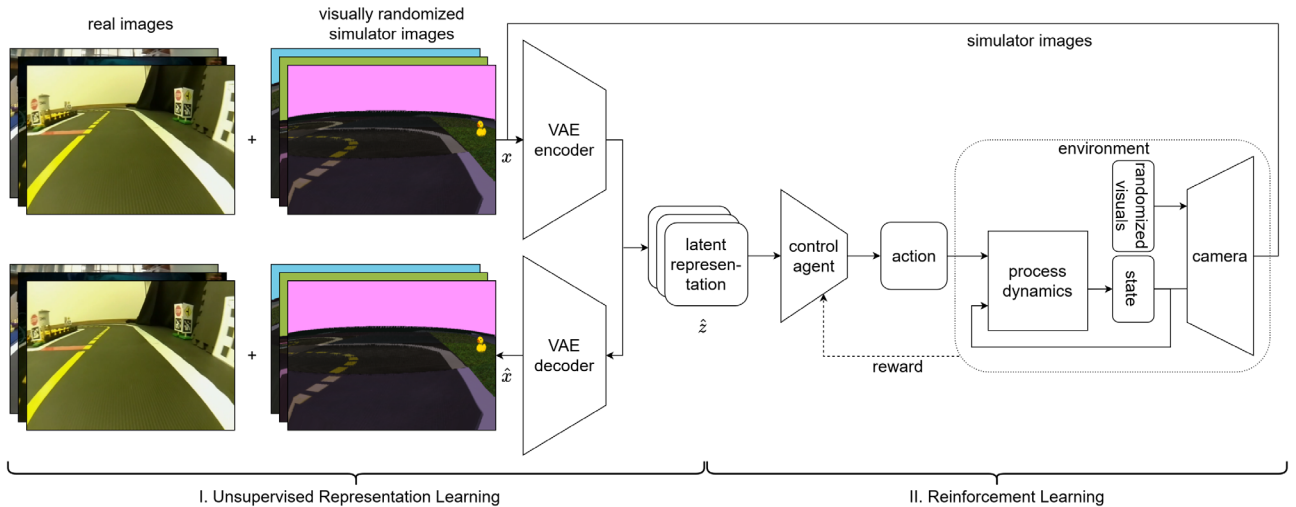 real images
visually randomized
simulator images
simulator images
+
x
VAE
encoder
environment
randomized
visuals
latent
represen-
tation
ẑ
control
agent
action
process
dynamics
state
camera
reward
+
x̂
VAE
decoder
I. Unsupervised Representation Learning
II. Reinforcement Learning